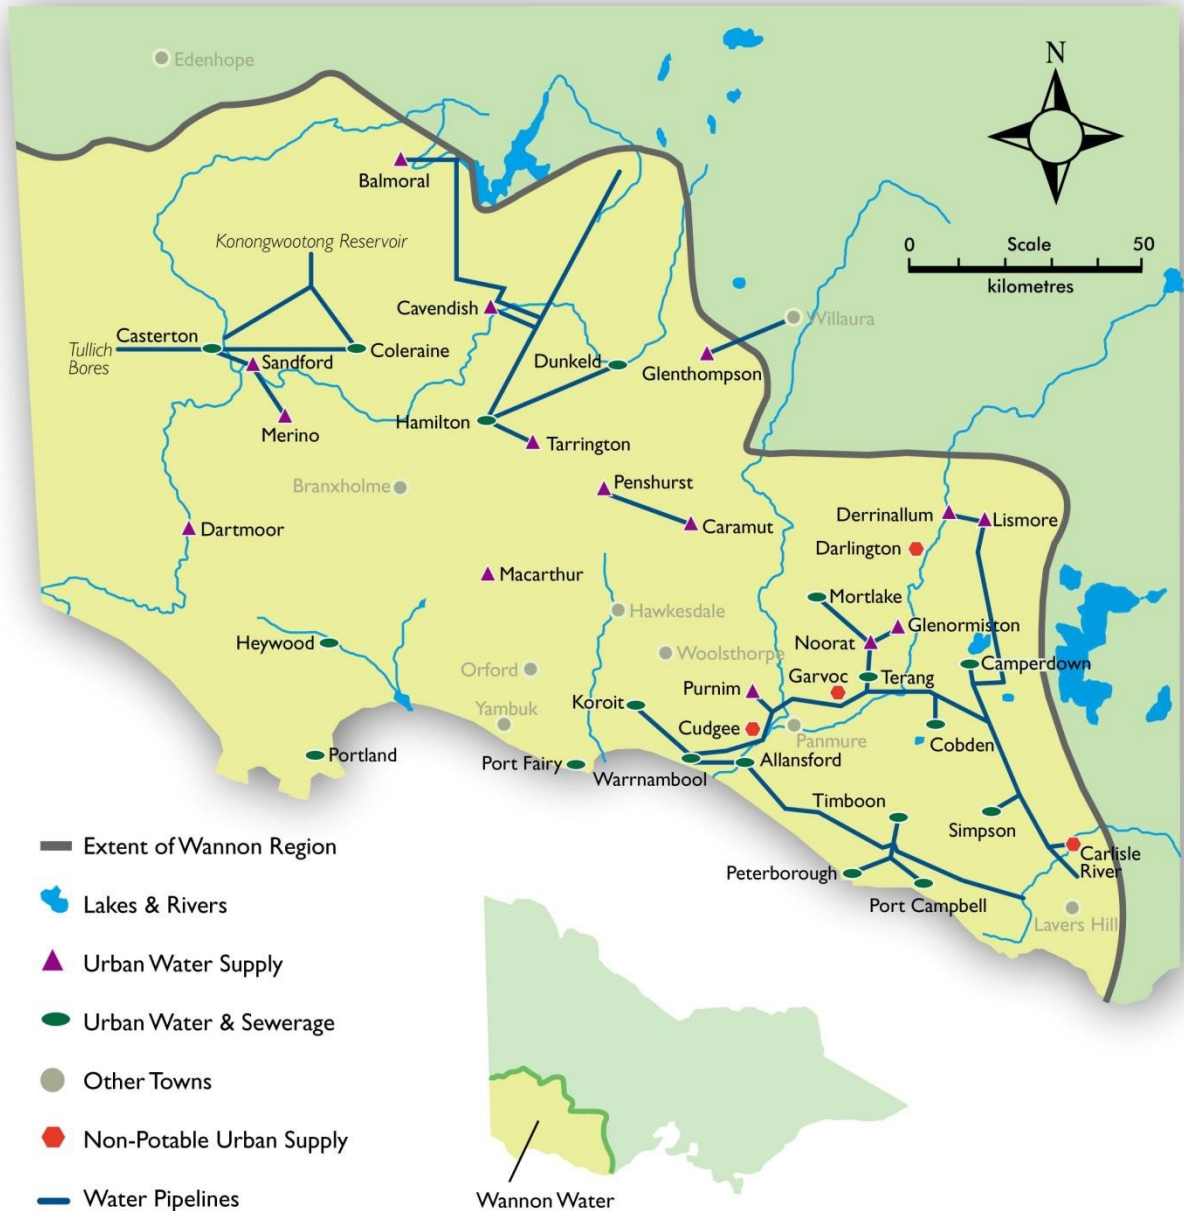 Edenhope
N
Balmoral
Konongwootong Reservoir
0 Scale 50
kilometres
Cavendish
Willaura
Casterton
Tullich
Bores
Sandford
Coleraine
Dunkeld
Glenthompson
Merino
Hamilton
Tarrington
Branxholme
Penshurst
Caramut
Derrinallum
Lismore
Dartmoor
Darlington
Macarthur
Mortlake
Hawkesdale
Glenormiston
Heywood
Noorat
Woolsthorpe
Camperdown
Orford
Garvoc
Terang
Purnim
Koroit
Yambuk
Cudgee
Panmure
Cobden
Portland
Port Fairy
Warrnambool
Allansford
Timboon
Simpson
Peterborough
Carlisle
River
Port Campbell
Lavers Hill
Extent of Wannon Region
Lakes & Rivers
Urban Water Supply
Urban Water & Sewerage
Other Towns
Non-Potable Urban Supply
Water Pipelines
Wannon Water